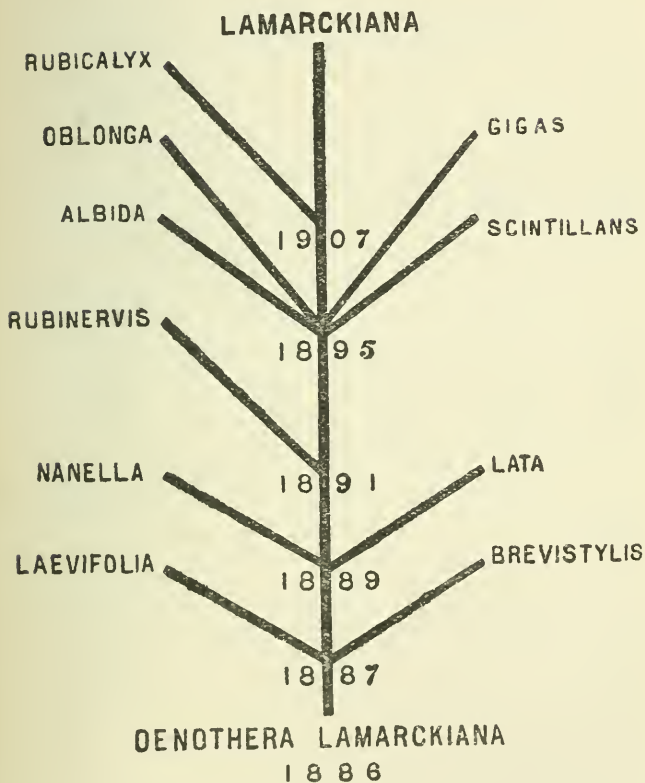 LAMARCKIANA
RUBICALYX
OBLONGA
GIGAS
ALBIDA
SCINTILLANS
1907
RUBINERVIS
1895
NANELLA
LATA
1891
LAEVIFOLIA
BREVISTYLIS
1889
1887
OENOTHERA LAMARCKIANA
1886